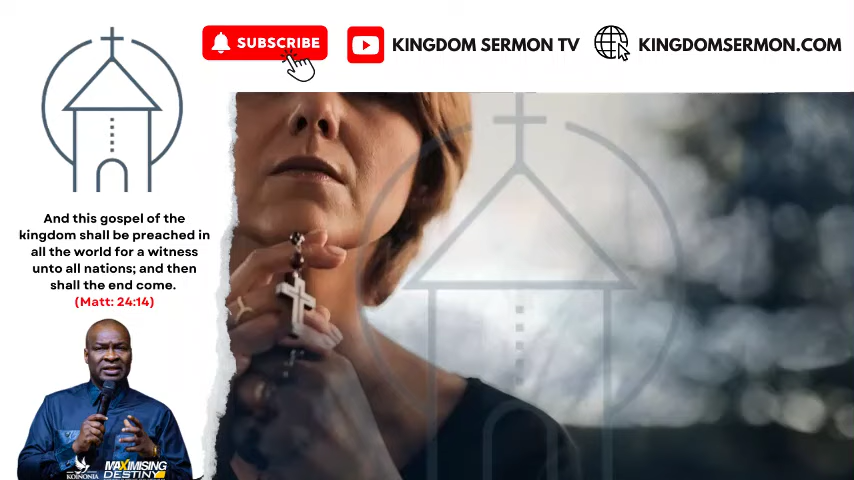 SUBSCRIBE
KINGDOM SERMON TV
KINGDOMSERMON.COM
And this gospel of the
kingdom shall be preached in
all the world for a witness
unto all nations; and then
shall the end come.
(Matt: 24:14)
KOINONIA
MAXIMISING
DESTINY